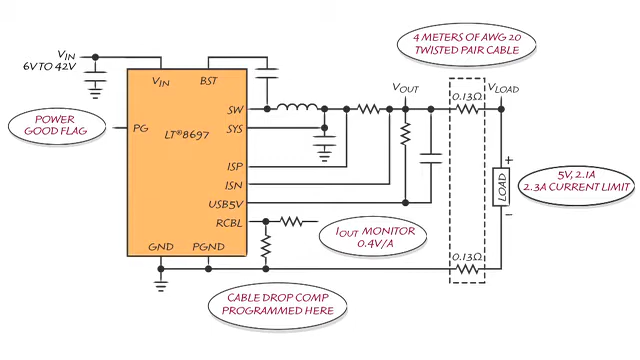 4 METERS OF AWG 20
TWISTED PAIR CABLE
VIN
6V TO 42V
VIN
BST
VOUT
0.13Ω
VLOAD
POWER
GOOD FLAG
PG
LT®8697
SW
SYS
ISP
ISN
USB5V
RCBL
GND
PGND
+
LOAD
–
5V, 2.1A
2.3A CURRENT LIMIT
IOUT MONITOR
0.4V/A
0.13Ω
CABLE DROP COMP
PROGRAMMED HERE